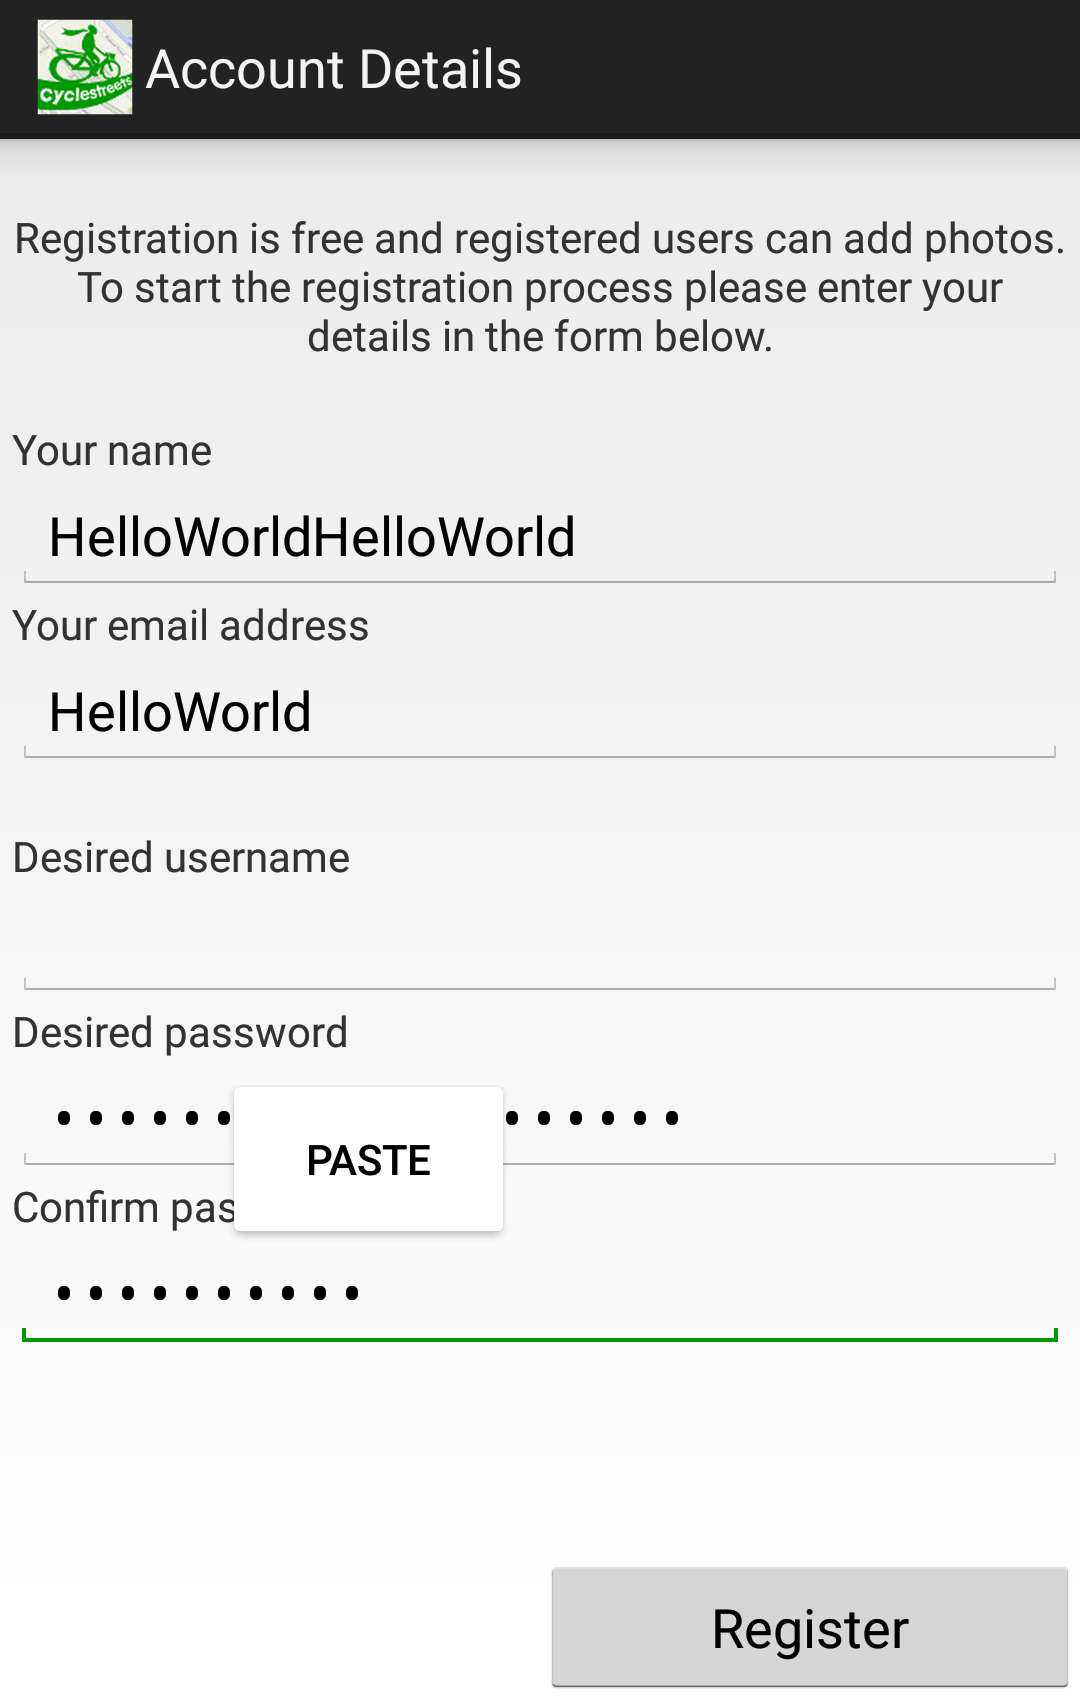 Cyclestreets
Account Details
Registration is free and registered users can add photos.
To start the registration process please enter your
details in the form below.
Your name
HelloWorldHelloWorld
Your email address
HelloWorld
Desired username
Desired password
PASTE
Confirm pas
Register